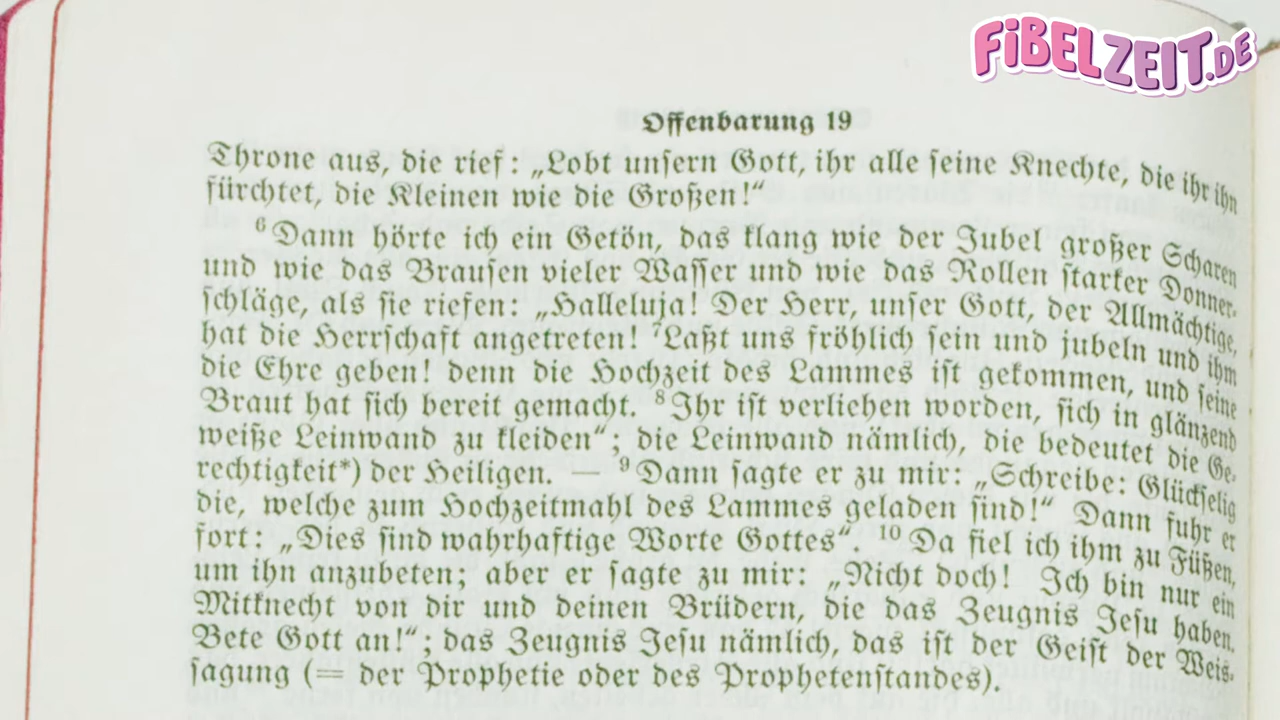 FiBELZEIT.DE
Offenbarung 19
Throne aus, die rief: „Lobt unsern Gott, ihr alle seine Knechte, die ihr ihn
fürchtet, die Kleinen wie die Großen!“
⁶Dann hörte ich ein Getön, das klang wie der Jubel großer Scharen
und wie das Brausen vieler Wasser und wie das Rollen starker Donner-
schläge, als sie riefen: „Halleluja! Der Herr, unser Gott, der Allmächtige,
hat die Herrschaft angetreten! ⁷Laßt uns fröhlich sein und jubeln und ihm
die Ehre geben! denn die Hochzeit des Lammes ist gekommen, und seine
Braut hat sich bereit gemacht. ⁸Ihr ist verliehen worden, sich in glänzend
weiße Leinwand zu kleiden“; die Leinwand nämlich, die bedeutet die Ge-
rechtigkeit*) der Heiligen. — ⁹Dann sagte er zu mir: „Schreibe: Glückselig
die, welche zum Hochzeitmahl des Lammes geladen sind!“ Dann fuhr er
fort: „Dies sind wahrhaftige Worte Gottes“. ¹⁰Da fiel ich ihm zu Füßen,
um ihn anzubeten; aber er sagte zu mir: „Nicht doch! Ich bin nur ein
Mitknecht von dir und deinen Brüdern, die das Zeugnis Jesu haben.
Bete Gott an!“; das Zeugnis Jesu nämlich, das ist der Geist der Weis-
sagung (= der Prophetie oder des Prophetenstandes).